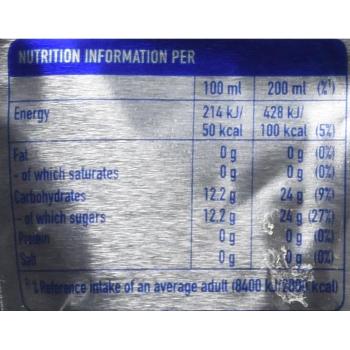 NUTRITION INFORMATION PER
100 ml 200 ml (%¹)
Energy 214 kJ/ 428 kJ/
50 kcal 100 kcal (5%)
Fat 0 g 0 g (0%)
- of which saturates 0 g 0 g (0%)
Carbohydrates 12.2 g 24 g (9%)
- of which sugars 12.2 g 24 g (27%)
Protein 0 g 0 g (0%)
Salt 0 g 0 g (0%)
¹⁾ % Reference intake of an average adult (8400 kJ/2000 kcal)